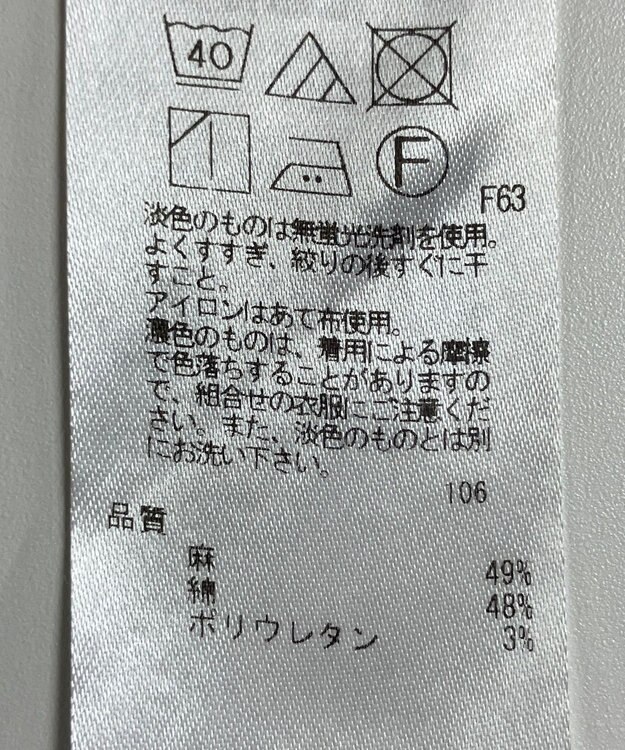 40
F
F63
淡色のものは無蛍光洗剤を使用。
よくすすぎ、絞りの後すぐに干
すこと。
アイロンはあて布使用。
濃色のものは、着用による摩擦
で色落ちすることがありますの
で、組合せの衣服にご注意くだ
さい。また、淡色のものとは別
にお洗い下さい。
106
品質
麻 49%
綿 48%
ポリウレタン 3%